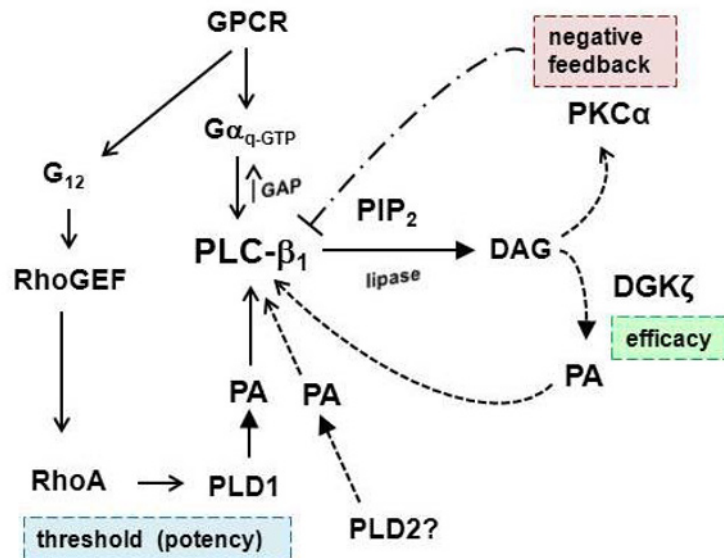 GPCR
negative
feedback
PKCα
Gαq-GTP
G12
GAP
PIP2
RhoGEF
PLC-β1
lipase
DAG
DGKζ
efficacy
PA
PA
PA
RhoA
PLD1
PLD2?
threshold (potency)